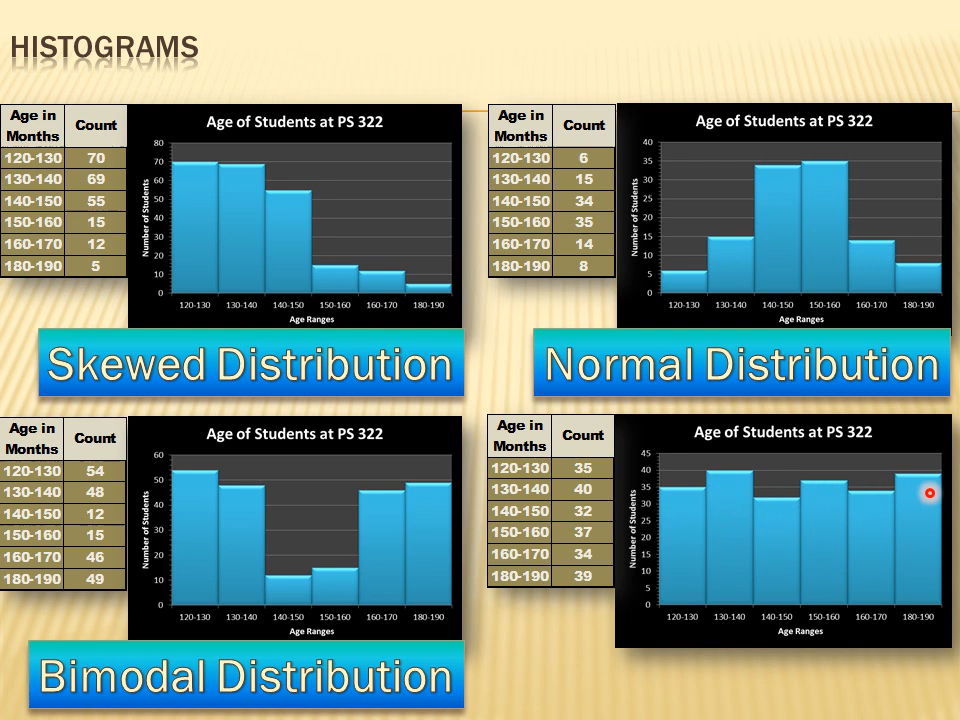 HISTOGRAMS
Age in Months Count
120-130 70
130-140 69
140-150 55
150-160 15
160-170 12
180-190 5
Age of Students at PS 322
Number of Students
80
70
60
50
40
30
20
10
0
120-130 130-140 140-150 150-160 160-170 180-190
Age Ranges
Skewed Distribution
Age in Months Count
120-130 6
130-140 15
140-150 34
150-160 35
160-170 14
180-190 8
Age of Students at PS 322
Number of Students
40
35
30
25
20
15
10
5
0
120-130 130-140 140-150 150-160 160-170 180-190
Age Ranges
Normal Distribution
Age in Months Count
120-130 54
130-140 48
140-150 12
150-160 15
160-170 46
180-190 49
Age of Students at PS 322
Number of Students
60
50
40
30
20
10
0
120-130 130-140 140-150 150-160 160-170 180-190
Age Ranges
Bimodal Distribution
Age in Months Count
120-130 35
130-140 40
140-150 32
150-160 37
160-170 34
180-190 39
Age of Students at PS 322
Number of Students
45
40
35
30
25
20
15
10
5
0
120-130 130-140 140-150 150-160 160-170 180-190
Age Ranges